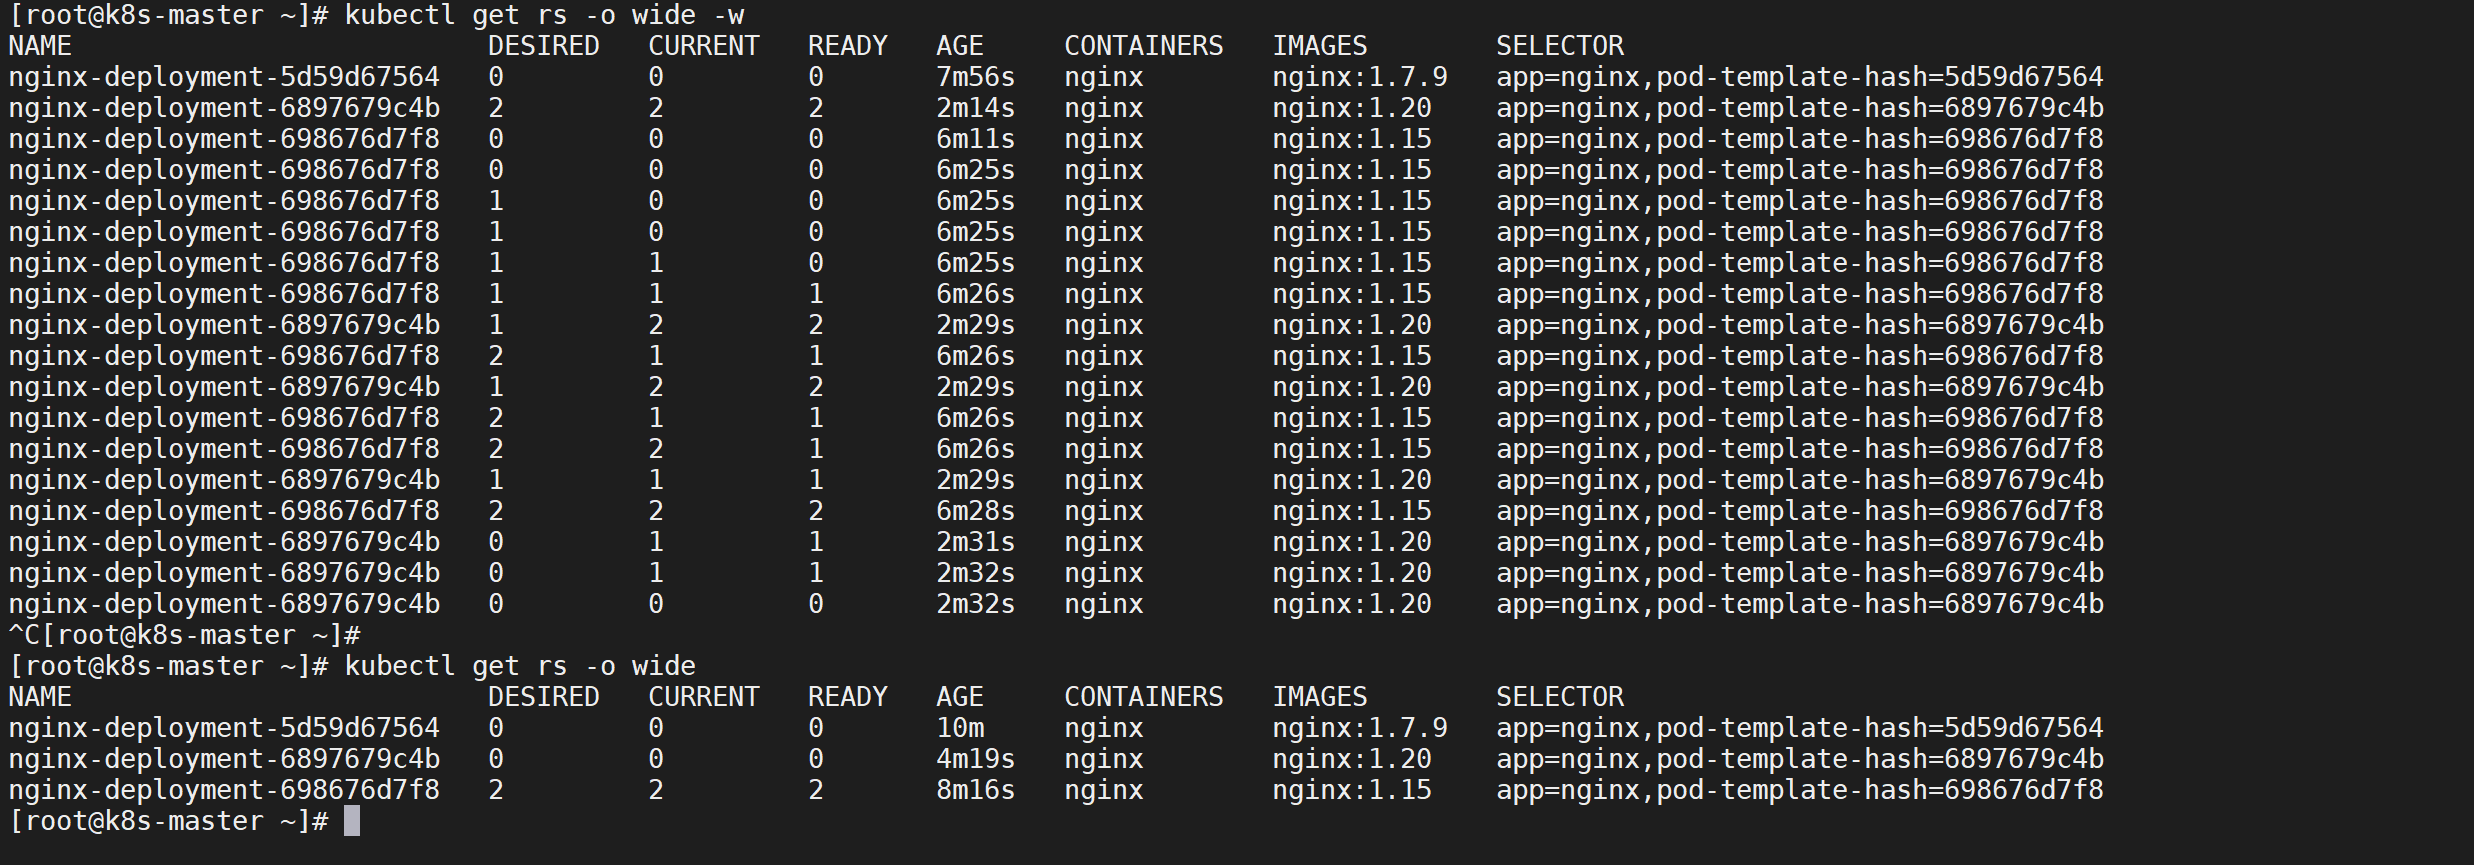 [root@k8s-master ~]# kubectl get rs -o wide -w
NAME                          DESIRED   CURRENT   READY   AGE     CONTAINERS   IMAGES        SELECTOR
nginx-deployment-5d59d67564   0         0         0       7m56s   nginx        nginx:1.7.9   app=nginx,pod-template-hash=5d59d67564
nginx-deployment-6897679c4b   2         2         2       2m14s   nginx        nginx:1.20    app=nginx,pod-template-hash=6897679c4b
nginx-deployment-698676d7f8   0         0         0       6m11s   nginx        nginx:1.15    app=nginx,pod-template-hash=698676d7f8
nginx-deployment-698676d7f8   0         0         0       6m25s   nginx        nginx:1.15    app=nginx,pod-template-hash=698676d7f8
nginx-deployment-698676d7f8   1         0         0       6m25s   nginx        nginx:1.15    app=nginx,pod-template-hash=698676d7f8
nginx-deployment-698676d7f8   1         0         0       6m25s   nginx        nginx:1.15    app=nginx,pod-template-hash=698676d7f8
nginx-deployment-698676d7f8   1         1         0       6m25s   nginx        nginx:1.15    app=nginx,pod-template-hash=698676d7f8
nginx-deployment-698676d7f8   1         1         1       6m26s   nginx        nginx:1.15    app=nginx,pod-template-hash=698676d7f8
nginx-deployment-6897679c4b   1         2         2       2m29s   nginx        nginx:1.20    app=nginx,pod-template-hash=6897679c4b
nginx-deployment-698676d7f8   2         1         1       6m26s   nginx        nginx:1.15    app=nginx,pod-template-hash=698676d7f8
nginx-deployment-6897679c4b   1         2         2       2m29s   nginx        nginx:1.20    app=nginx,pod-template-hash=6897679c4b
nginx-deployment-698676d7f8   2         1         1       6m26s   nginx        nginx:1.15    app=nginx,pod-template-hash=698676d7f8
nginx-deployment-698676d7f8   2         2         1       6m26s   nginx        nginx:1.15    app=nginx,pod-template-hash=698676d7f8
nginx-deployment-6897679c4b   1         1         1       2m29s   nginx        nginx:1.20    app=nginx,pod-template-hash=6897679c4b
nginx-deployment-698676d7f8   2         2         2       6m28s   nginx        nginx:1.15    app=nginx,pod-template-hash=698676d7f8
nginx-deployment-6897679c4b   0         1         1       2m31s   nginx        nginx:1.20    app=nginx,pod-template-hash=6897679c4b
nginx-deployment-6897679c4b   0         1         1       2m32s   nginx        nginx:1.20    app=nginx,pod-template-hash=6897679c4b
nginx-deployment-6897679c4b   0         0         0       2m32s   nginx        nginx:1.20    app=nginx,pod-template-hash=6897679c4b
^C[root@k8s-master ~]#
[root@k8s-master ~]# kubectl get rs -o wide
NAME                          DESIRED   CURRENT   READY   AGE     CONTAINERS   IMAGES        SELECTOR
nginx-deployment-5d59d67564   0         0         0       10m     nginx        nginx:1.7.9   app=nginx,pod-template-hash=5d59d67564
nginx-deployment-6897679c4b   0         0         0       4m19s   nginx        nginx:1.20    app=nginx,pod-template-hash=6897679c4b
nginx-deployment-698676d7f8   2         2         2       8m16s   nginx        nginx:1.15    app=nginx,pod-template-hash=698676d7f8
[root@k8s-master ~]#